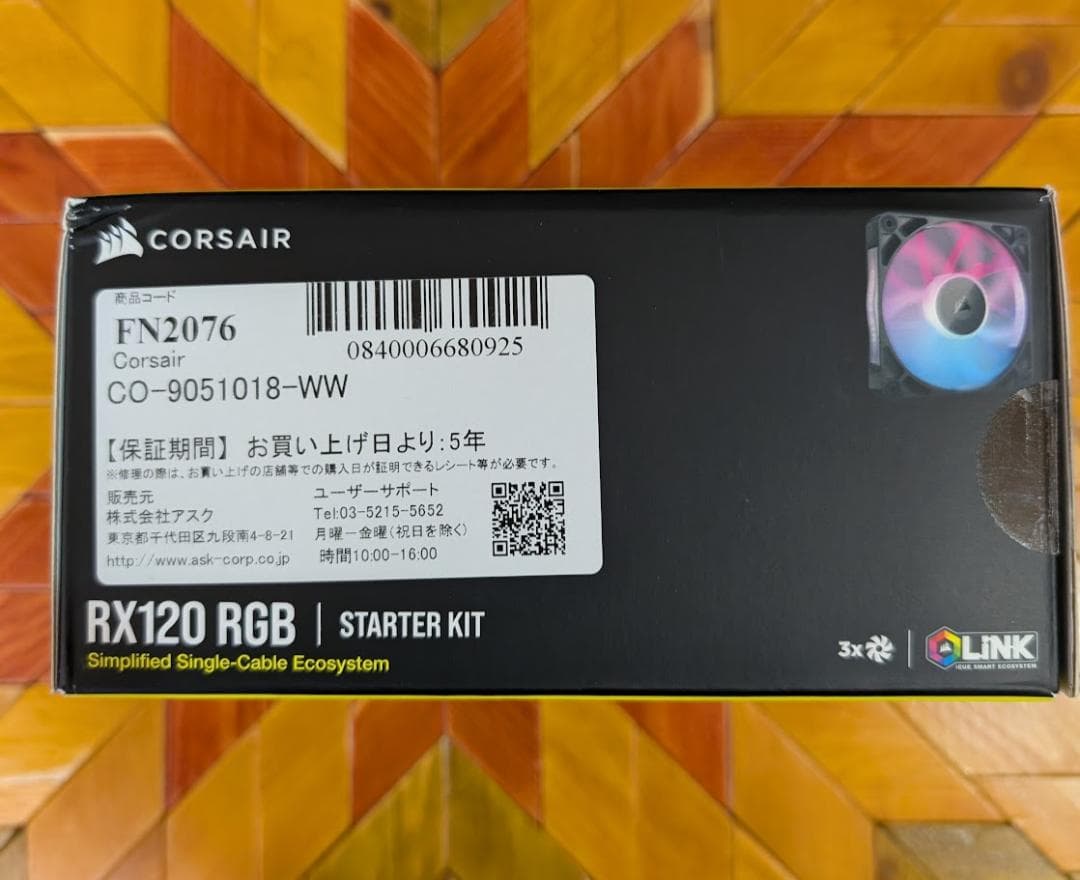 CORSAIR
商品コード
FN2076
Corsair
0840006680925
CO-9051018-WW
【保証期間】 お買い上げ日より:5年
※修理の際は、お買い上げの店舗等での購入日が証明できるレシート等が必要です。
販売元
株式会社アスク
東京都千代田区九段南4-8-21
http://www.ask-corp.co.jp
ユーザーサポート
Tel:03-5215-5652
月曜-金曜(祝日を除く)
時間10:00-16:00
RX120 RGB | STARTER KIT
Simplified Single-Cable Ecosystem
3x
LiNK
iCUE SMART ECOSYSTEM